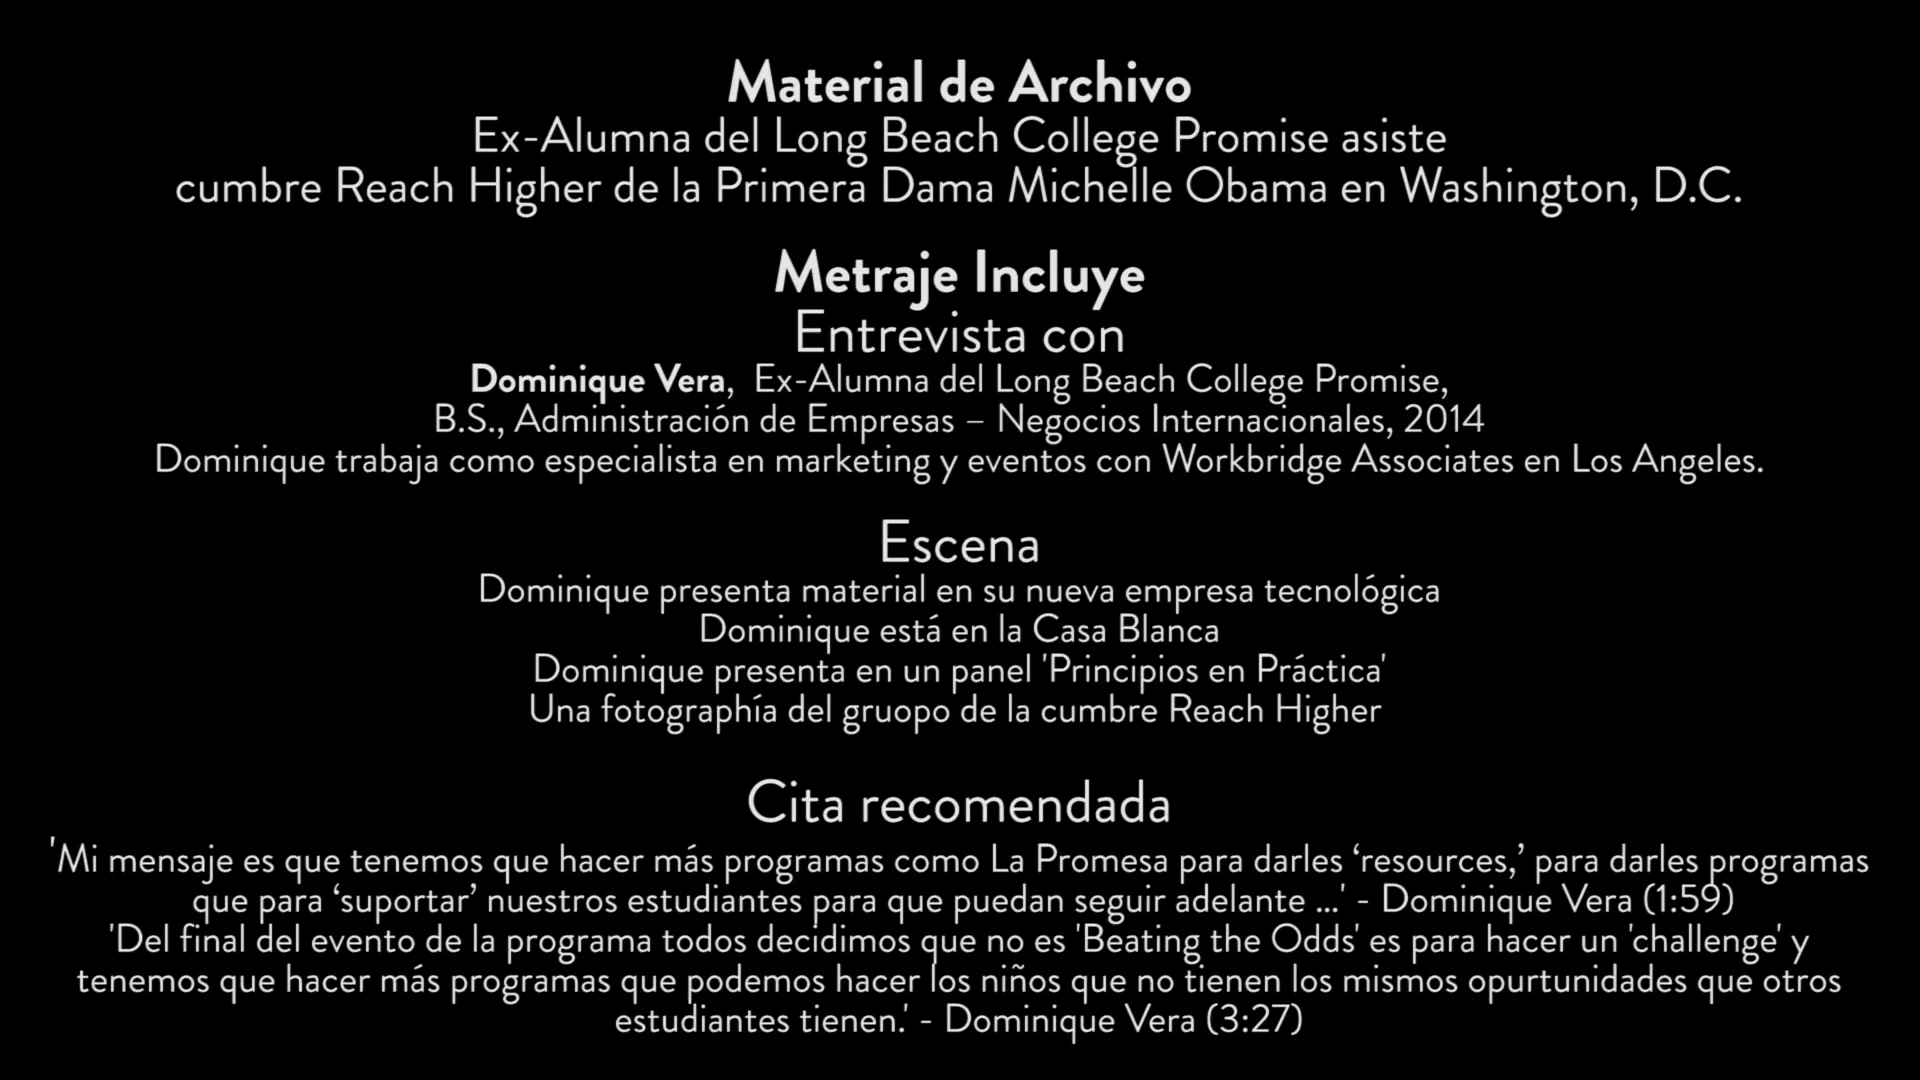 Material de Archivo
Ex-Alumna del Long Beach College Promise asiste
cumbre Reach Higher de la Primera Dama Michelle Obama en Washington, D.C.
Metraje Incluye
Entrevista con
Dominique Vera, Ex-Alumna del Long Beach College Promise,
B.S., Administración de Empresas – Negocios Internacionales, 2014
Dominique trabaja como especialista en marketing y eventos con Workbridge Associates en Los Angeles.
Escena
Dominique presenta material en su nueva empresa tecnológica
Dominique está en la Casa Blanca
Dominique presenta en un panel 'Principios en Práctica'
Una fotographía del gruopo de la cumbre Reach Higher
Cita recomendada
'Mi mensaje es que tenemos que hacer más programas como La Promesa para darles ‘resources,’ para darles programas
que para ‘suportar’ nuestros estudiantes para que puedan seguir adelante ...' - Dominique Vera (1:59)
'Del final del evento de la programa todos decidimos que no es 'Beating the Odds' es para hacer un 'challenge' y
tenemos que hacer más programas que podemos hacer los niños que no tienen los mismos opurtunidades que otros
estudiantes tienen.' - Dominique Vera (3:27)